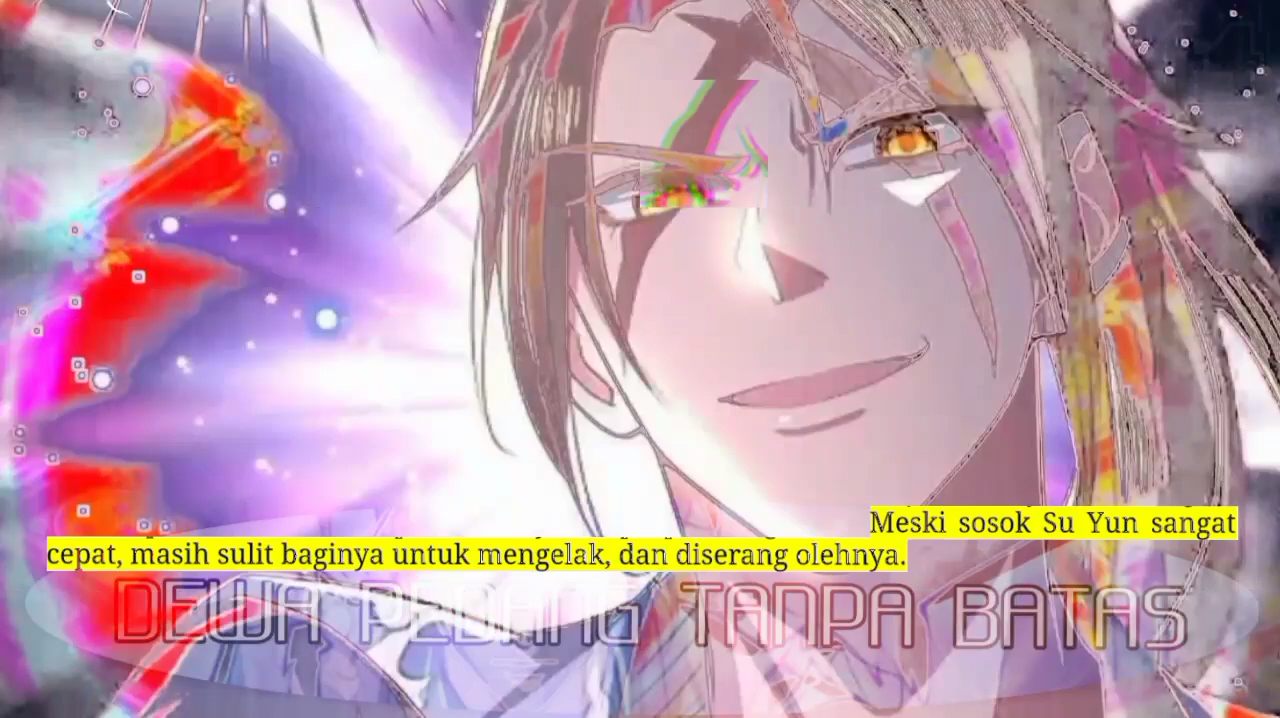 Meski sosok Su Yun sangat
cepat, masih sulit baginya untuk mengelak, dan diserang olehnya.
DEWA PEDANG TANPA BATAS